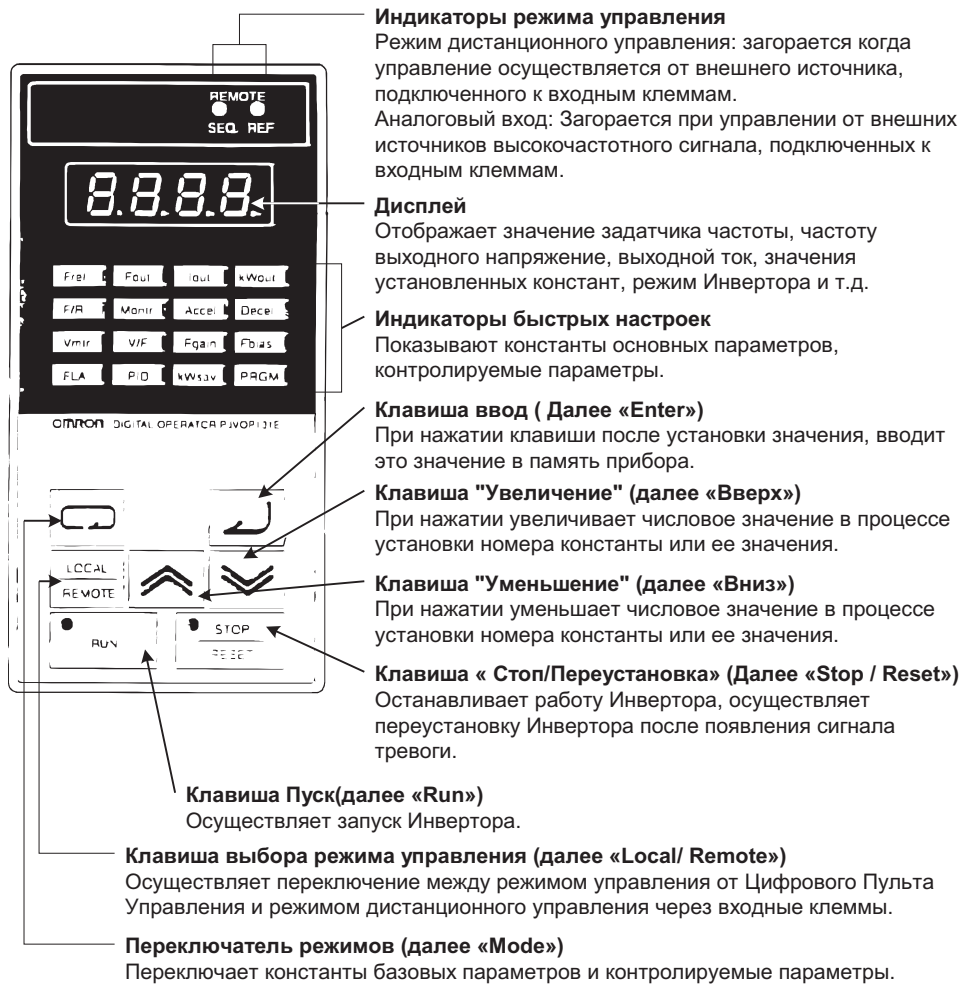 Индикаторы режима управления
Режим дистанционного управления: загорается когда
управление осуществляется от внешнего источника,
подключенного к входным клеммам.
Аналоговый вход: Загорается при управлении от внешних
источников высокочастотного сигнала, подключенных к
входным клеммам.
REMOTE
SEQ REF
8.8.8.8.
Дисплей
Отображает значение задатчика частоты, частоту
выходного напряжение, выходной ток, значения
установленных констант, режим Инвертора и т.д.
Fref Fout Iout kWout
F/R Montr Accel Decel
Vmtr V/F Fgain Fbias
FLA PID kWsav PRGM
Индикаторы быстрых настроек
Показывают константы основных параметров,
контролируемые параметры.
OMRON DIGITAL OPERATOR
Клавиша ввод ( Далее «Enter»)
При нажатии клавиши после установки значения, вводит
это значение в память прибора.
Клавиша "Увеличение" (далее «Вверх»)
При нажатии увеличивает числовое значение в процессе
установки номера константы или ее значения.
LOCAL
REMOTE
Клавиша "Уменьшение" (далее «Вниз»)
При нажатии уменьшает числовое значение в процессе
установки номера константы или ее значения.
RUN
STOP
RESET
Клавиша « Стоп/Переустановка» (Далее «Stop / Reset»)
Останавливает работу Инвертора, осуществляет
переустановку Инвертора после появления сигнала
тревоги.
Клавиша Пуск(далее «Run»)
Осуществляет запуск Инвертора.
Клавиша выбора режима управления (далее «Local/ Remote»)
Осуществляет переключение между режимом управления от Цифрового Пульта
Управления и режимом дистанционного управления через входные клеммы.
Переключатель режимов (далее «Mode»)
Переключает константы базовых параметров и контролируемые параметры.